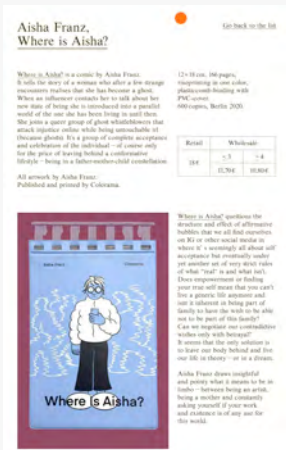 Aisha Franz,
Where is Aisha?
Go back to the list
Where is Aisha? is a comic by Aisha Franz.
It tells the story of a woman who after a few strange
encounters realises that she has become a ghost.
When an influencer contacts her to talk about her
new state of being she is introduced into a parallel
world of the one she has been living in until then.
She joins a queer group of ghost whistleblowers that
attack injustice online while being untouchable of
(because ghosts). It's a group of complete acceptance
and celebration of the individual – of course only
for the price of leaving behind a conformative
lifestyle – being in a father-mother-child constellation.
All artwork by Aisha Franz
Published and printed by Colorama.
12×18 cm, 166 pages,
risoprinting in one color,
plastic comb binding with
PVC-cover.
600 copies, Berlin 2020.
Retail
Wholesale
18 €
< 3
> 4
11,70 €
10,80 €
Aisha Franz
Colorama
Where is Aisha?
Where is Aisha? questions the
structure and effect of affirmative
bubbles that we all find ourselves
on IG or other social media in
where it's seemingly all about self
acceptance but eventually under
yet another set of very strict rules
of what "real" is and what isn't.
Does empowerment or finding
your true self mean that you can't
live a generic life anymore and
isn't it inherent in being part of
family to have the wish to be able
not to be part of this family?
Can we negotiate our contradictive
wishes only with betrayal?
It seems that the only solution is
to leave our body behind and live
our life in theory – or in a dream.
Aisha Franz draws insightful
and pointy what it means to be in
limbo – between being an artist,
being a mother and constantly
asking yourself if your work
and existence is of any use for
this world.